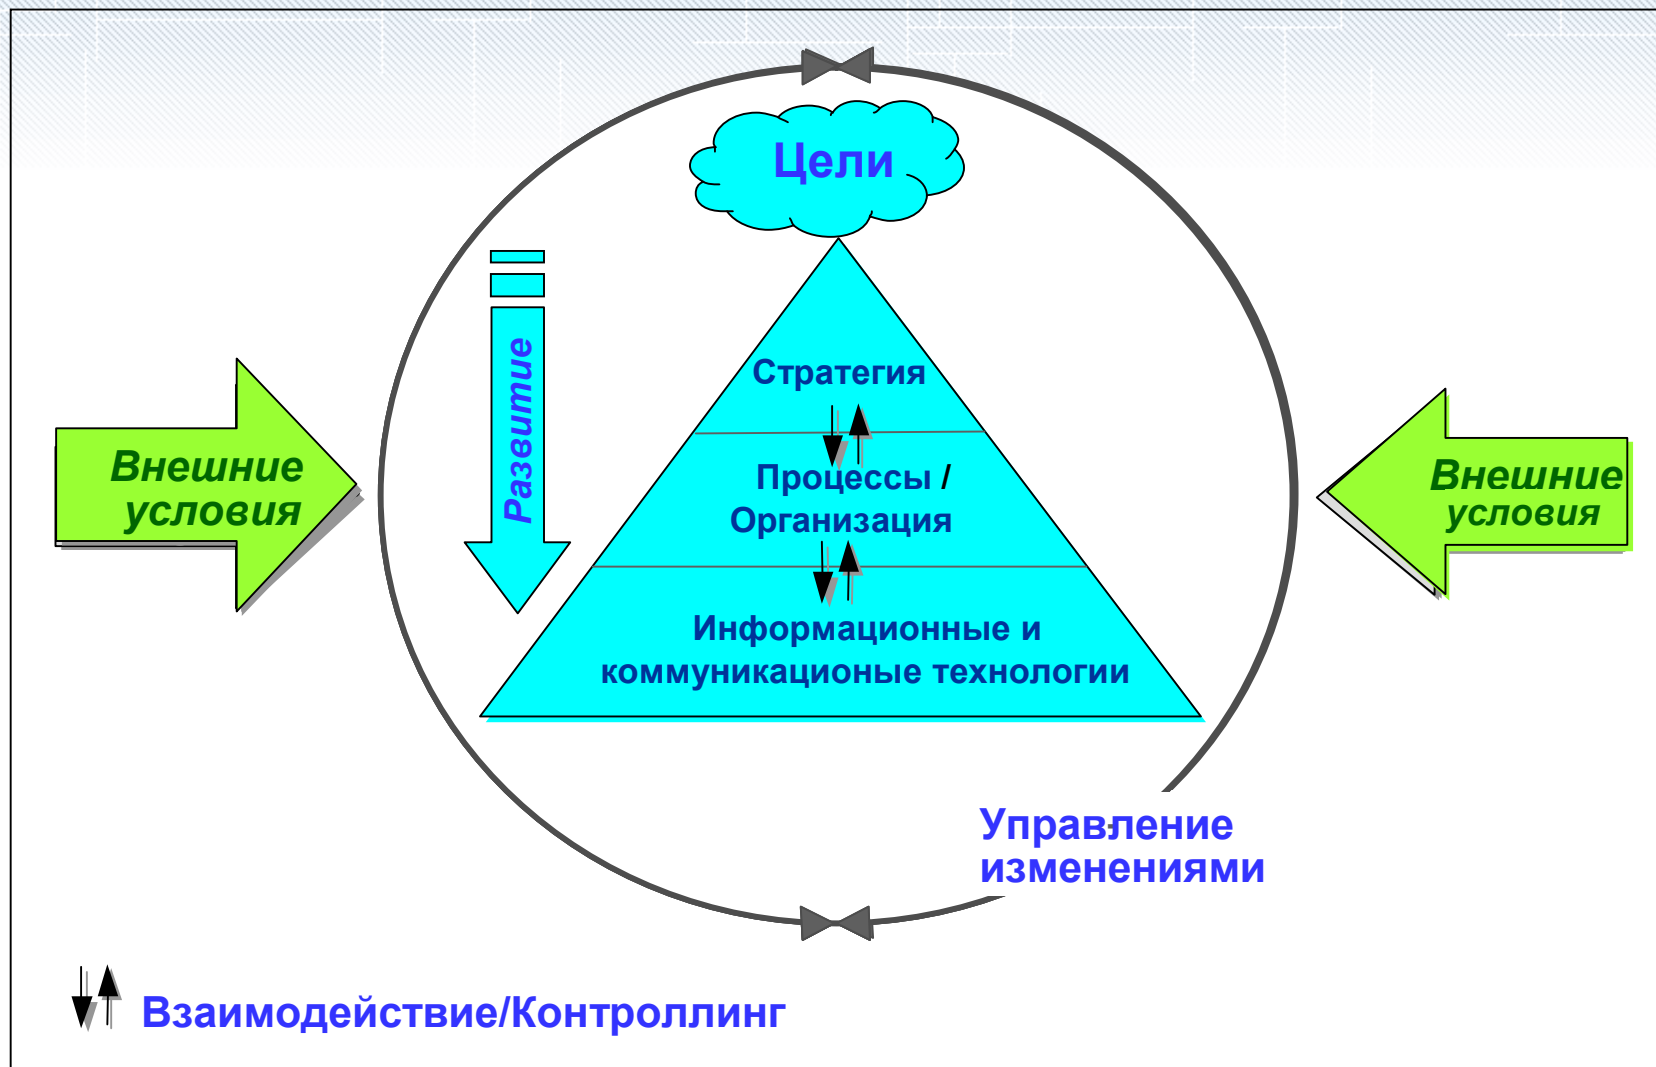 Цели
Развитие
Стратегия
Внешние
условия
Процессы /
Организация
Внешние
условия
Информационные и
коммуникационые технологии
Управление
изменениями
Взаимодействие/Контроллинг